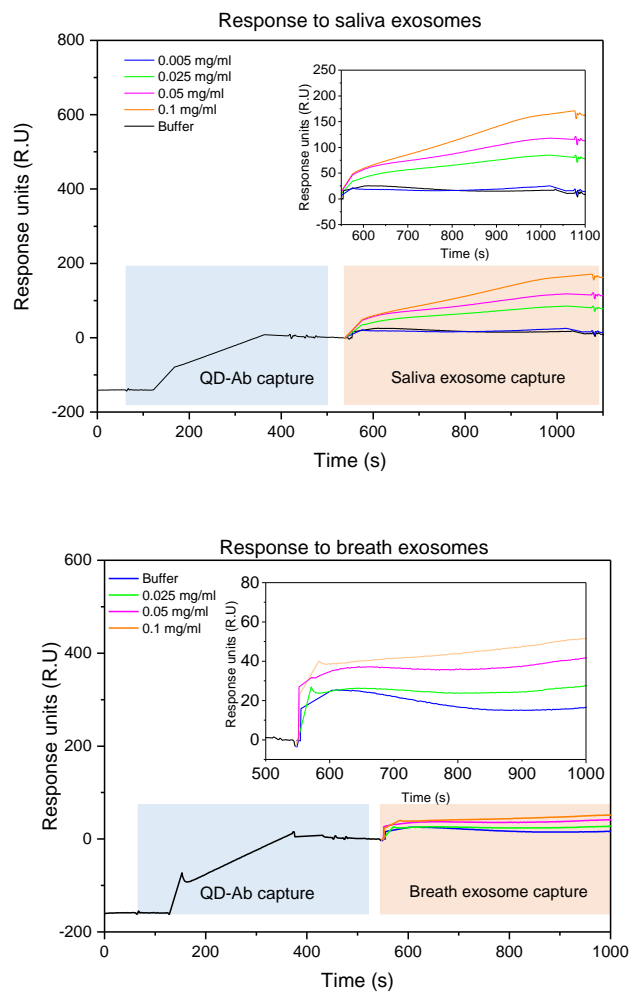 Response to saliva exosomes
800
600
400
200
0
-200
Response units (R.U)
0.005 mg/ml
0.025 mg/ml
0.05 mg/ml
0.1 mg/ml
Buffer
250
200
150
100
50
0
-50
Response units (R.U)
600 700 800 900 1000 1100
Time (s)
QD-Ab capture
Saliva exosome capture
0 200 400 600 800 1000
Time (s)
Response to breath exosomes
600
400
200
0
-200
Response units (R.U)
Buffer
0.025 mg/ml
0.05 mg/ml
0.1 mg/ml
80
60
40
20
0
Response units (R.U)
500 600 700 800 900 1000
Time (s)
QD-Ab capture
Breath exosome capture
0 200 400 600 800 1000
Time (s)